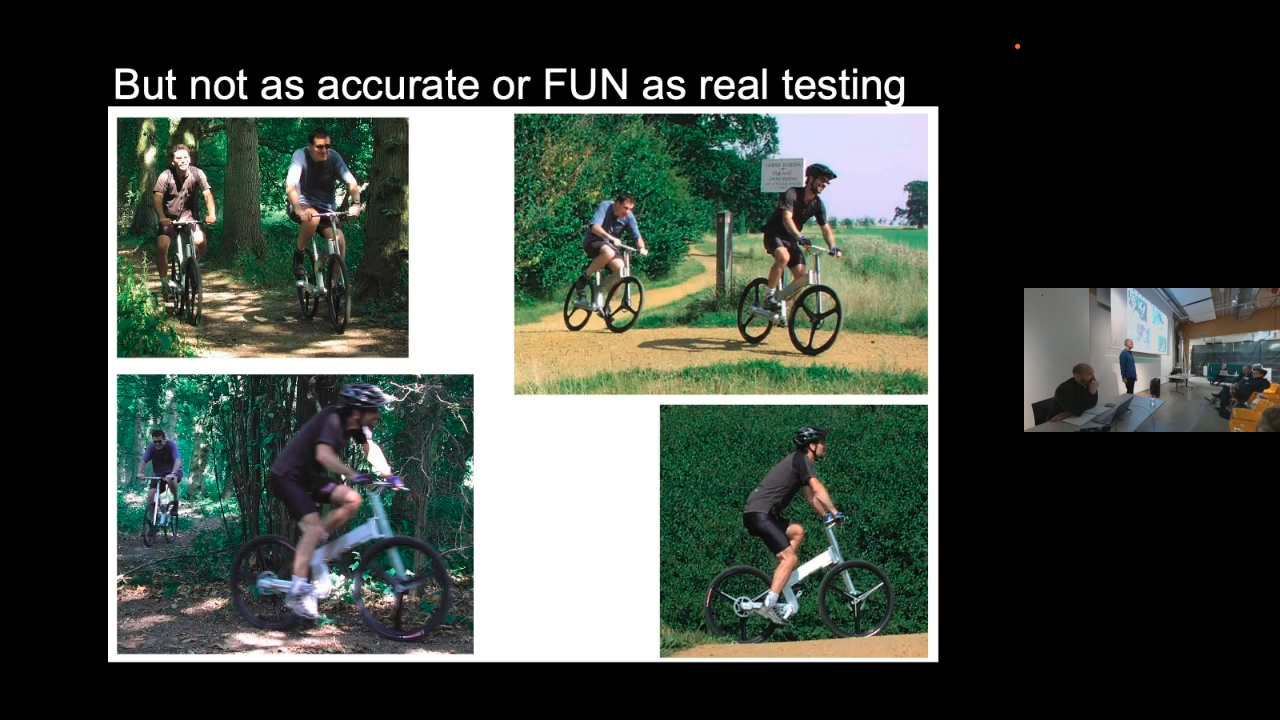 But not as accurate or FUN as real testing